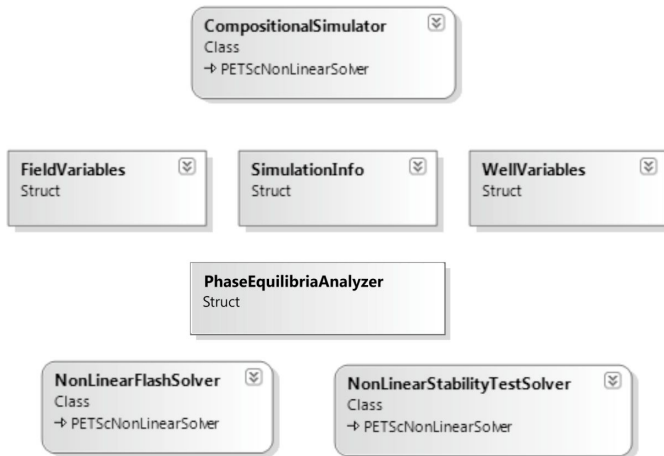 CompositionalSimulator
Class
→ PETScNonLinearSolver
FieldVariables
Struct
SimulationInfo
Struct
WellVariables
Struct
PhaseEquilibriaAnalyzer
Struct
NonLinearFlashSolver
Class
→ PETScNonLinearSolver
NonLinearStabilityTestSolver
Class
→ PETScNonLinearSolver